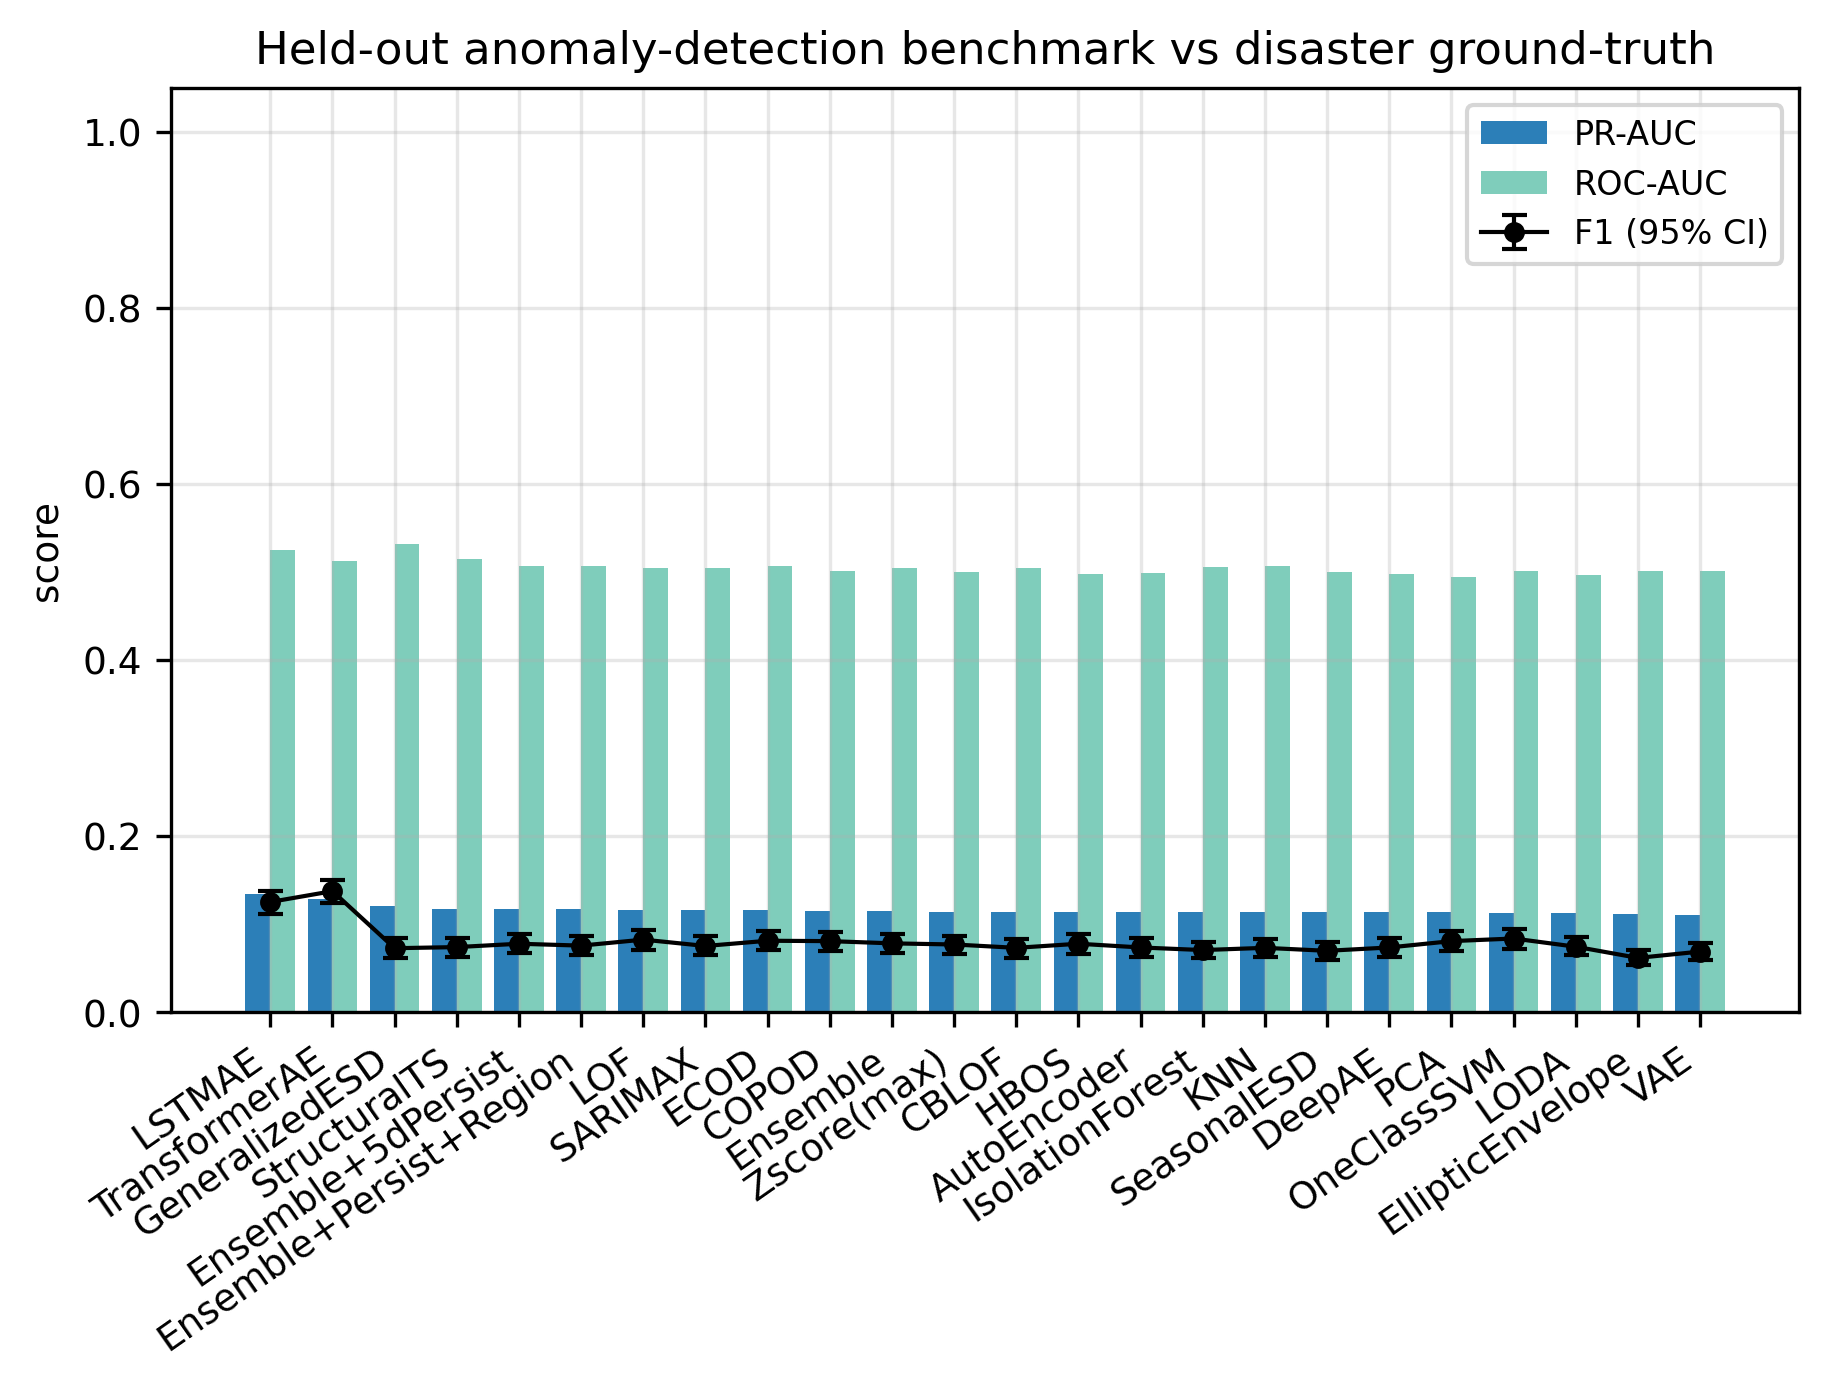 Held-out anomaly-detection benchmark vs disaster ground-truth
PR-AUC
ROC-AUC
F1 (95% CI)
score
1.0
0.8
0.6
0.4
0.2
0.0
LSTMAE
TransformerAE
GeneralizedESD
StructuralTS
Ensemble+5dPersist
Ensemble+Persist+Region
LOF
SARIMAX
ECOD
COPOD
Ensemble
Zscore(max)
CBLOF
HBOS
AutoEncoder
IsolationForest
KNN
SeasonalESD
DeepAE
PCA
OneClassSVM
LODA
EllipticEnvelope
VAE